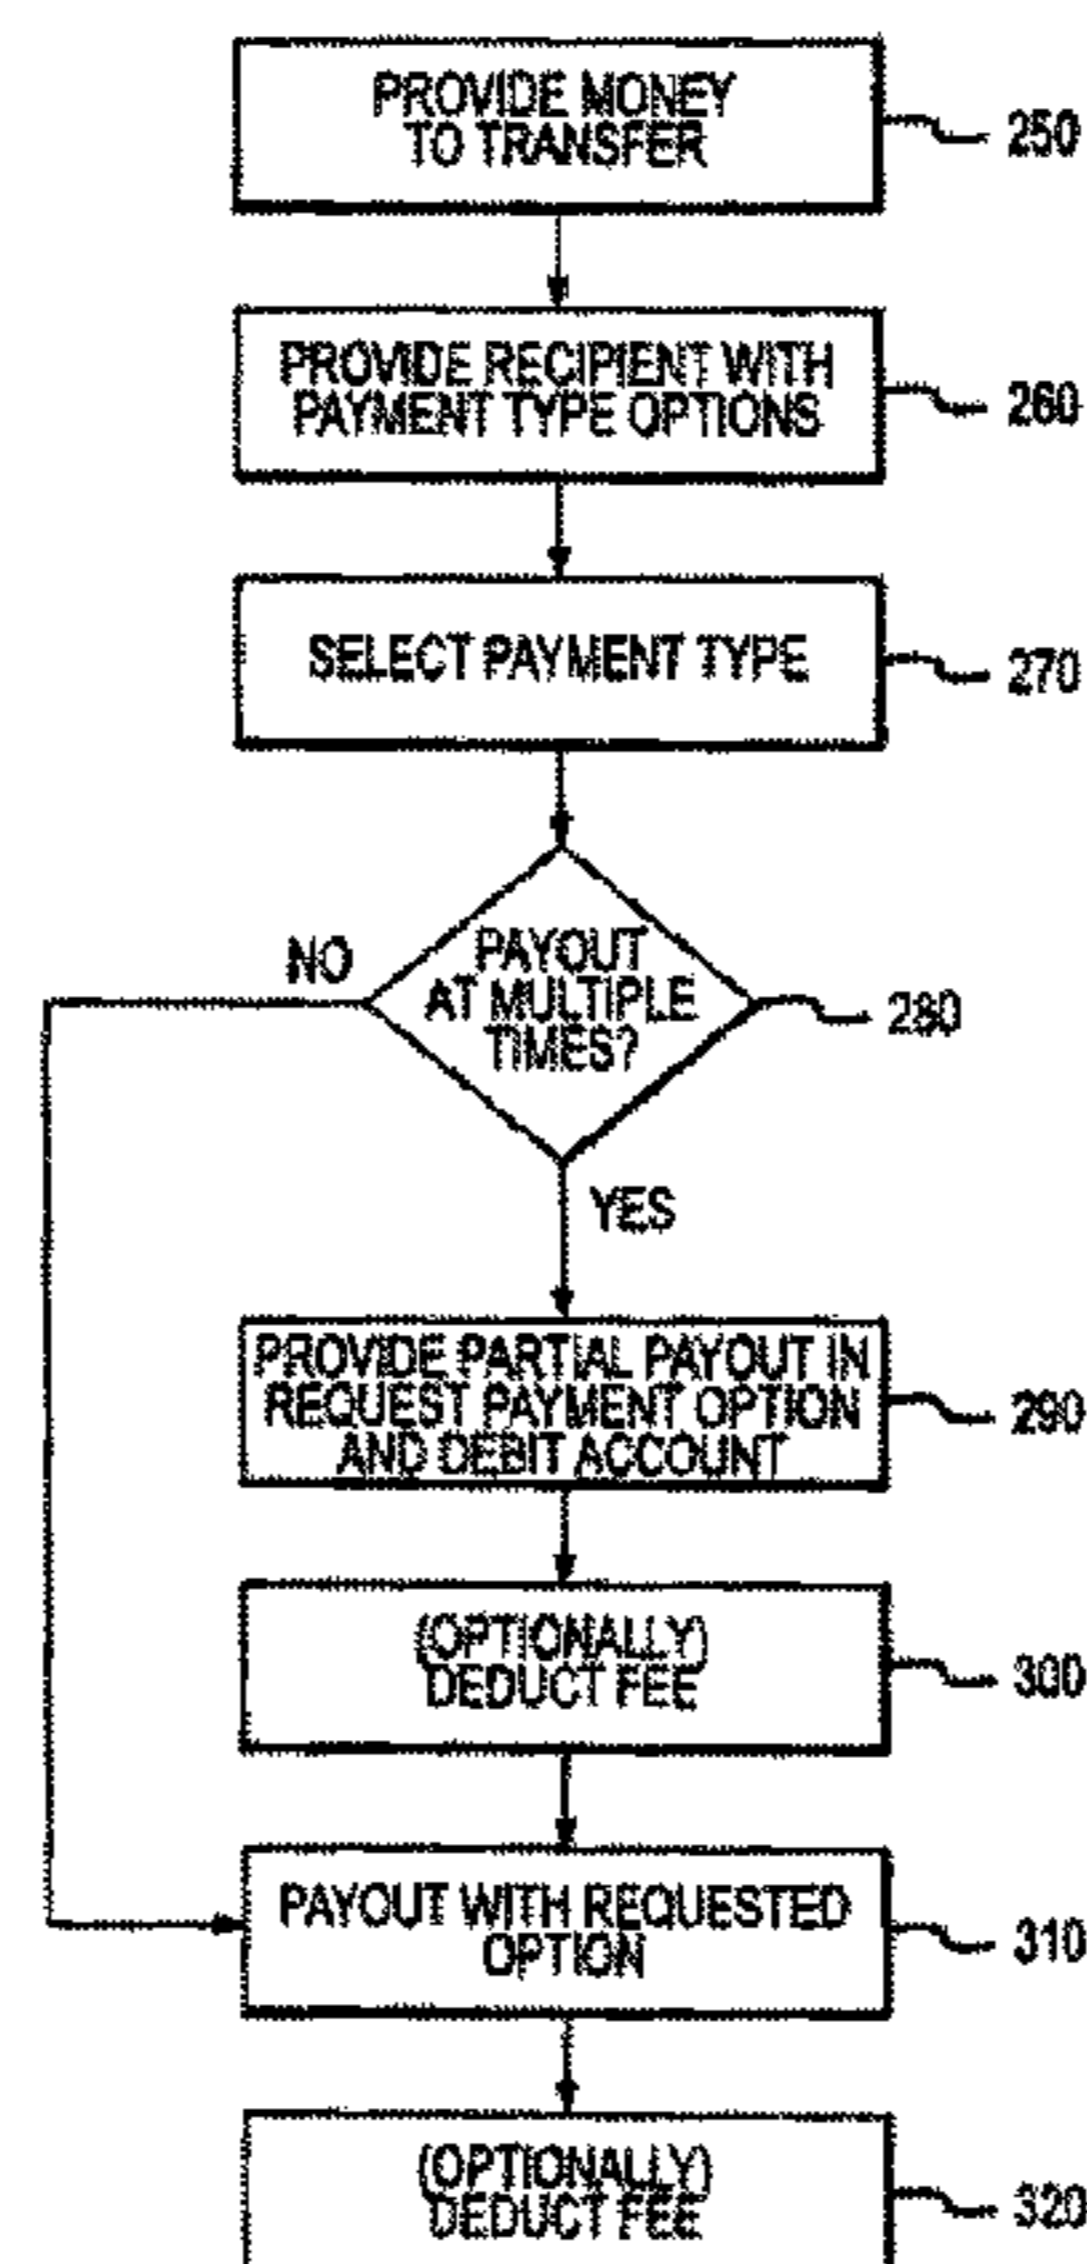 PROVIDE MONEY
TO TRANSFER
250
PROVIDE RECIPIENT WITH
PAYMENT TYPE OPTIONS
260
SELECT PAYMENT TYPE
270
NO
PAYOUT
AT MULTIPLE
TIMES?
280
YES
PROVIDE PARTIAL PAYOUT IN
REQUEST PAYMENT OPTION
AND DEBIT ACCOUNT
290
(OPTIONALLY)
DEDUCT FEE
300
PAYOUT WITH REQUESTED
OPTION
310
(OPTIONALLY)
DEDUCT FEE
320